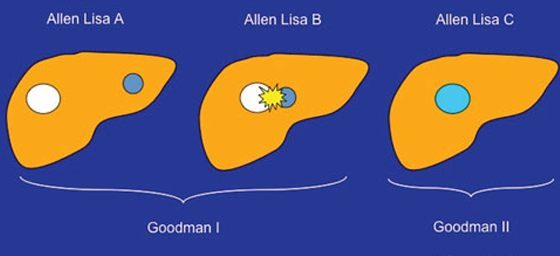 Allen Lisa A
Allen Lisa B
Allen Lisa C
Goodman I
Goodman II